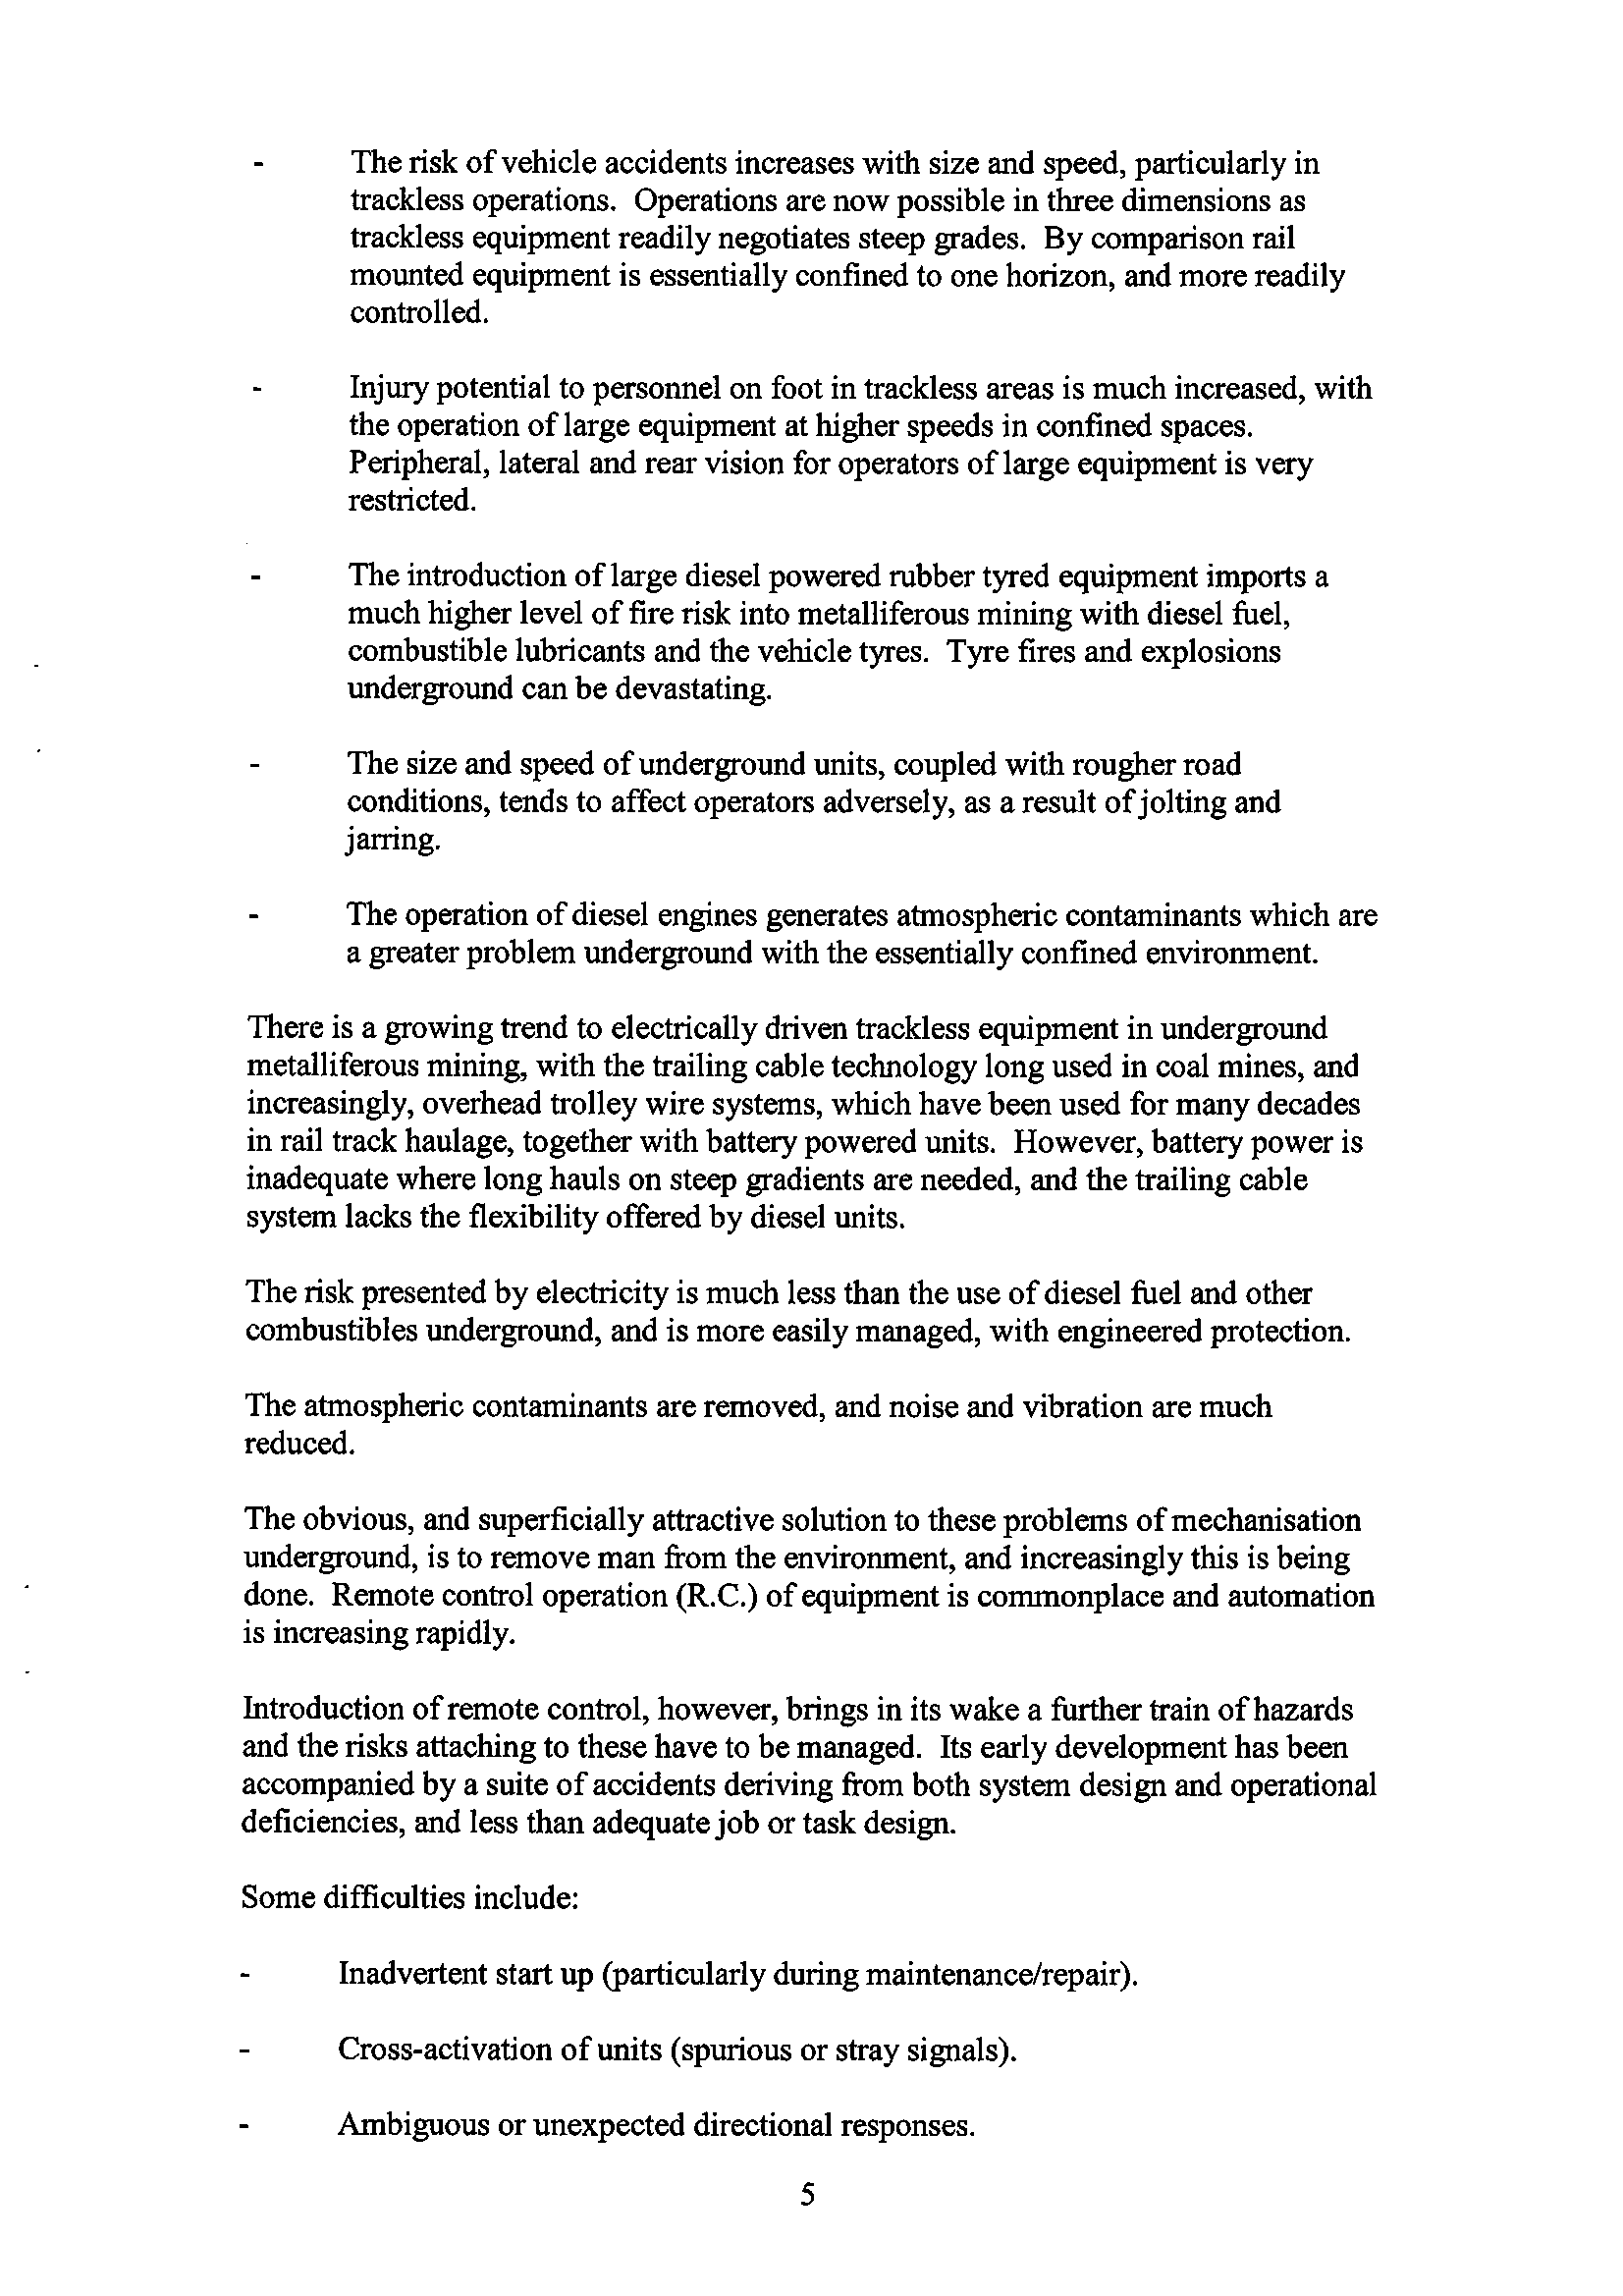 - The risk of vehicle accidents increases with size and speed, particularly in
trackless operations. Operations are now possible in three dimensions as
trackless equipment readily negotiates steep grades. By comparison rail
mounted equipment is essentially confined to one horizon, and more readily
controlled.
- Injury potential to personnel on foot in trackless areas is much increased, with
the operation of large equipment at higher speeds in confined spaces.
Peripheral, lateral and rear vision for operators of large equipment is very
restricted.
- The introduction of large diesel powered rubber tyred equipment imports a
much higher level of fire risk into metalliferous mining with diesel fuel,
combustible lubricants and the vehicle tyres. Tyre fires and explosions
underground can be devastating.
- The size and speed of underground units, coupled with rougher road
conditions, tends to affect operators adversely, as a result of jolting and
jarring.
- The operation of diesel engines generates atmospheric contaminants which are
a greater problem underground with the essentially confined environment.
There is a growing trend to electrically driven trackless equipment in underground
metalliferous mining, with the trailing cable technology long used in coal mines, and
increasingly, overhead trolley wire systems, which have been used for many decades
in rail track haulage, together with battery powered units. However, battery power is
inadequate where long hauls on steep gradients are needed, and the trailing cable
system lacks the flexibility offered by diesel units.
The risk presented by electricity is much less than the use of diesel fuel and other
combustibles underground, and is more easily managed, with engineered protection.
The atmospheric contaminants are removed, and noise and vibration are much
reduced.
The obvious, and superficially attractive solution to these problems of mechanisation
underground, is to remove man from the environment, and increasingly this is being
done. Remote control operation (R.C.) of equipment is commonplace and automation
is increasing rapidly.
Introduction of remote control, however, brings in its wake a further train of hazards
and the risks attaching to these have to be managed. Its early development has been
accompanied by a suite of accidents deriving from both system design and operational
deficiencies, and less than adequate job or task design.
Some difficulties include:
- Inadvertent start up (particularly during maintenance/repair).
- Cross-activation of units (spurious or stray signals).
- Ambiguous or unexpected directional responses.
5